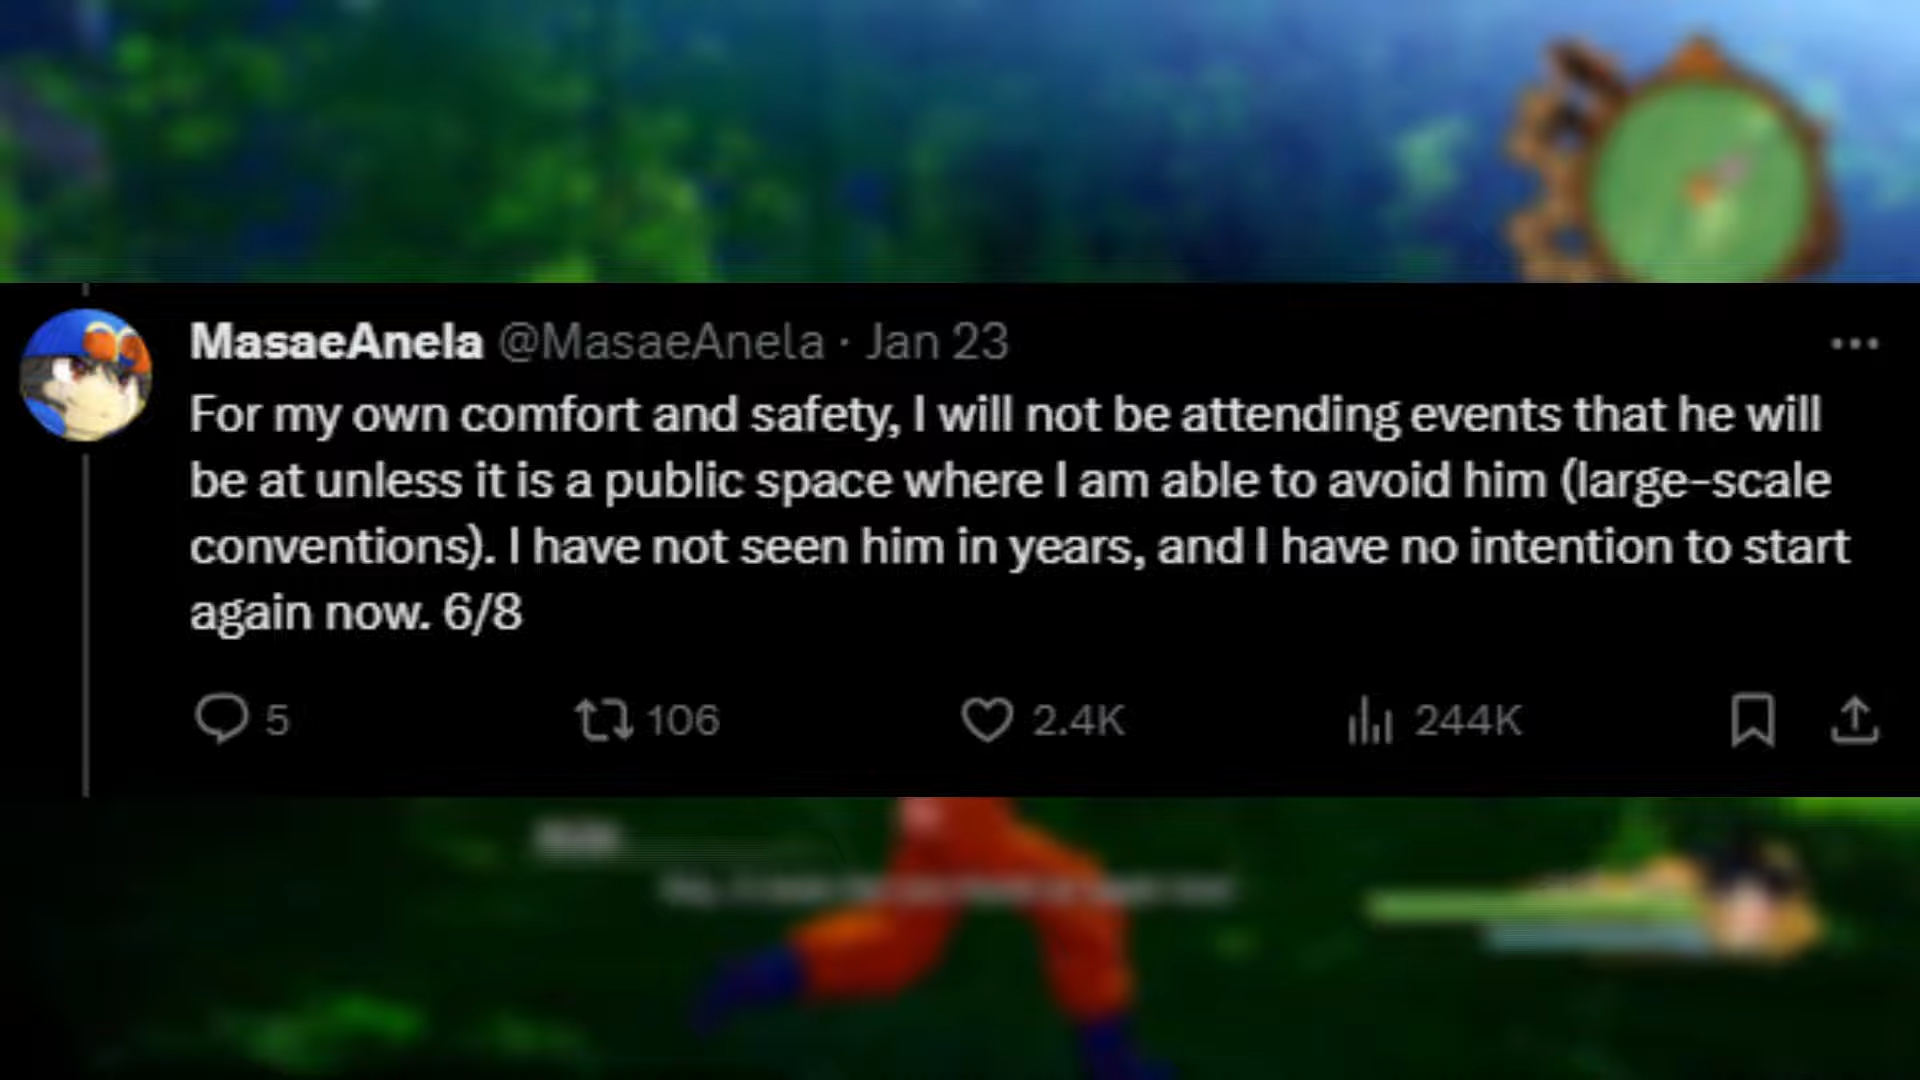 MasaeAnela @MasaeAnela · Jan 23
For my own comfort and safety, I will not be attending events that he will
be at unless it is a public space where I am able to avoid him (large-scale
conventions). I have not seen him in years, and I have no intention to start
again now. 6/8
5 106 2.4K 244K